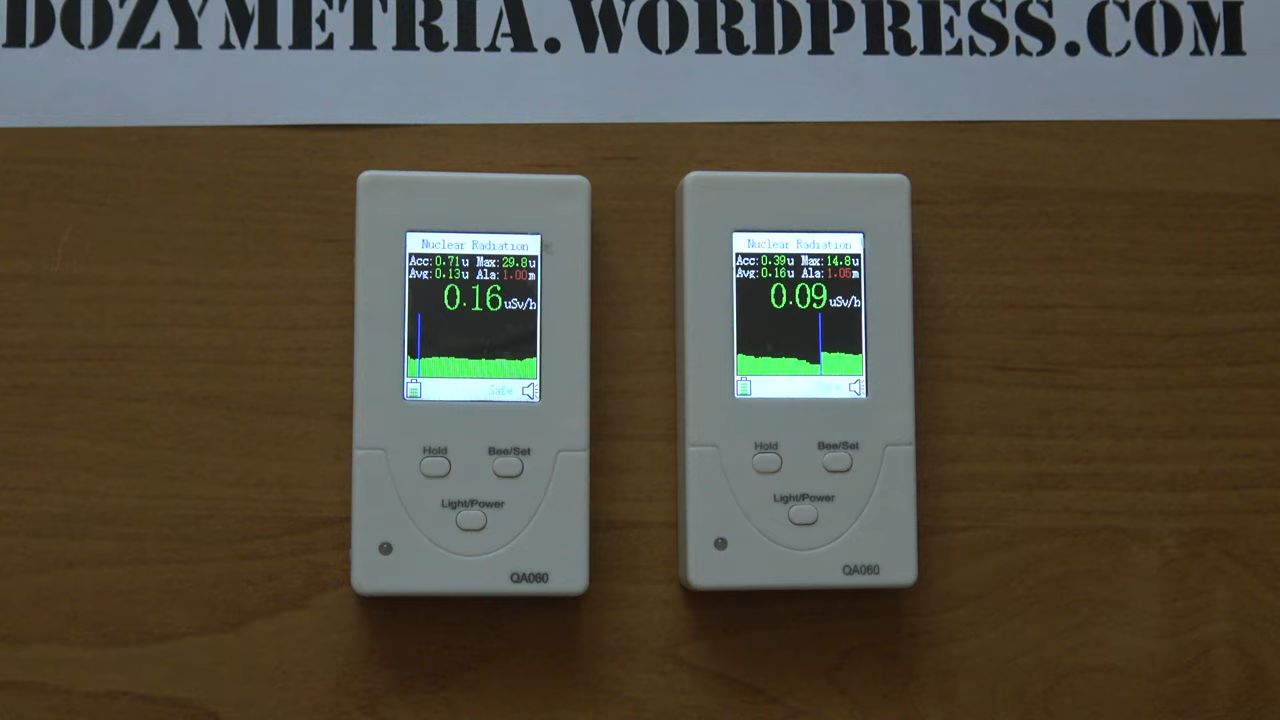 DOZYMETRIA.WORDPRESS.COM
Nuclear Radiation
Acc:0.71u Max:29.8u
Avg:0.13u Ala:1.00m
0.16uSv/h
Safe
Hold Bee/Set
Light/Power
QA060
Nuclear Radiation
Acc:0.39u Max:14.8u
Avg:0.16u Ala:1.05m
0.09uSv/h
Hold Bee/Set
Light/Power
QA060